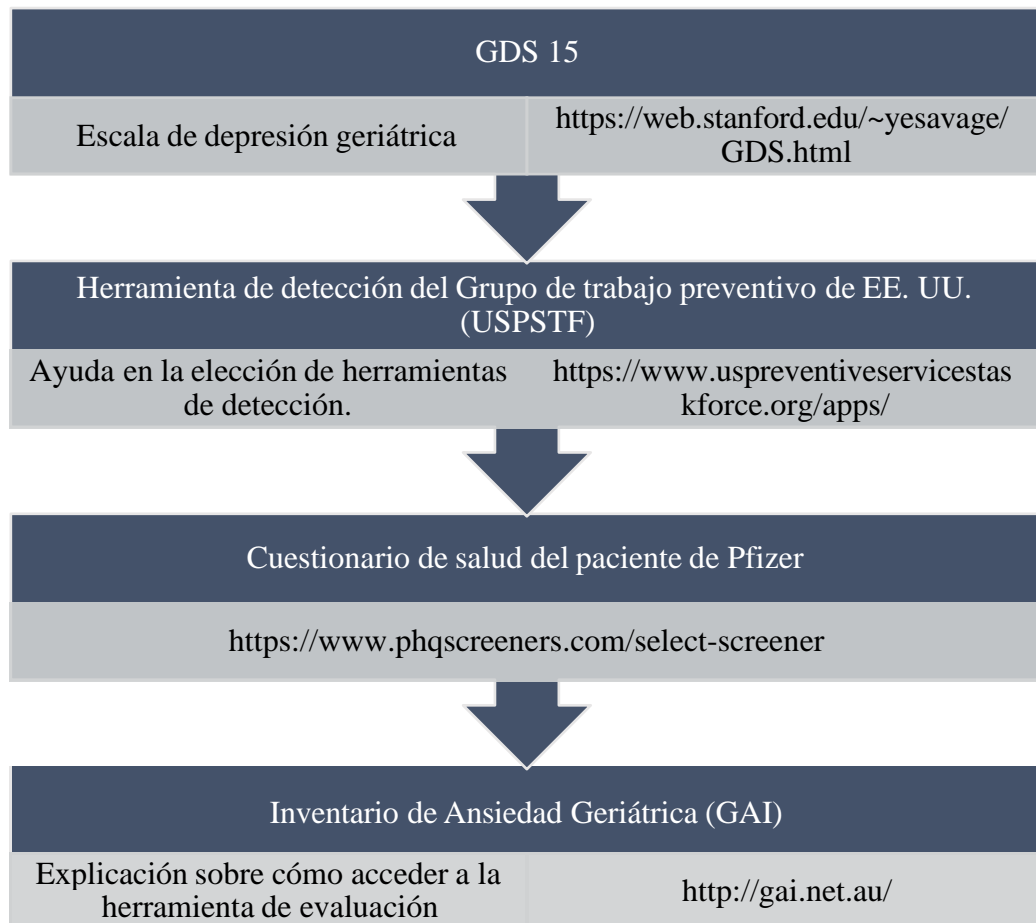 GDS 15
Escala de depresión geriátrica
https://web.stanford.edu/~yesavage/
GDS.html
Herramienta de detección del Grupo de trabajo preventivo de EE. UU.
(USPSTF)
Ayuda en la elección de herramientas
de detección.
https://www.uspreventiveservicestas
kforce.org/apps/
Cuestionario de salud del paciente de Pfizer
https://www.phqscreeners.com/select-screener
Inventario de Ansiedad Geriátrica (GAI)
Explicación sobre cómo acceder a la
herramienta de evaluación
http://gai.net.au/